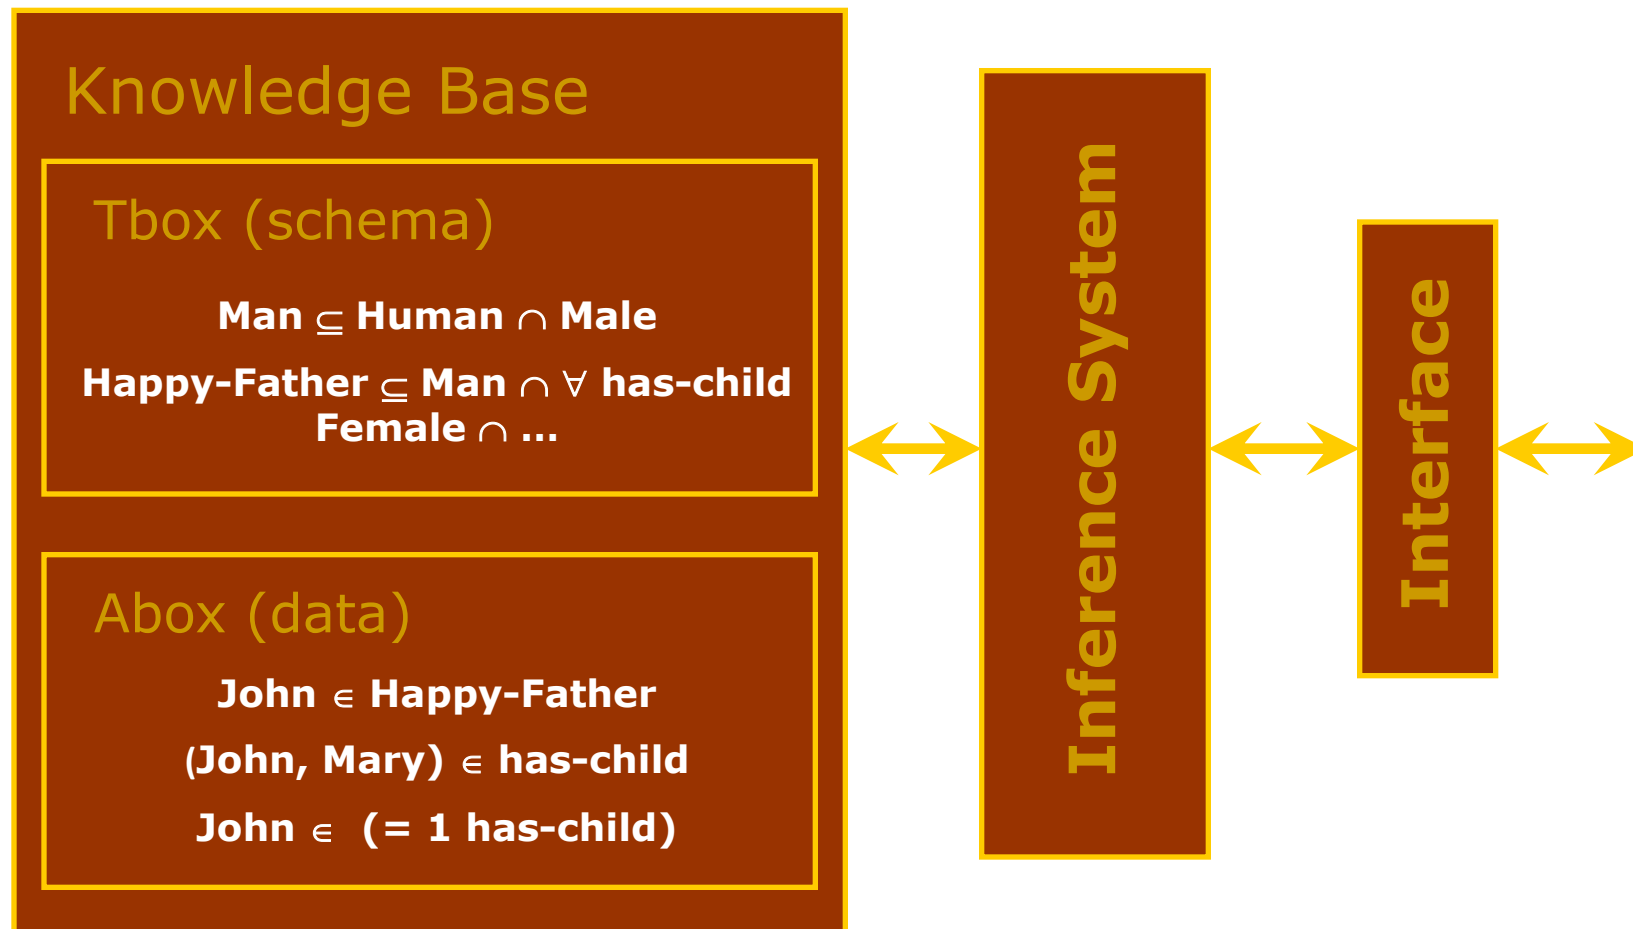 Knowledge Base
Tbox (schema)
Man ⊆ Human ∩ Male
Happy-Father ⊆ Man ∩ ∀ has-child
Female ∩ ...
Abox (data)
John ∈ Happy-Father
(John, Mary) ∈ has-child
John ∈ (= 1 has-child)
Inference System
Interface